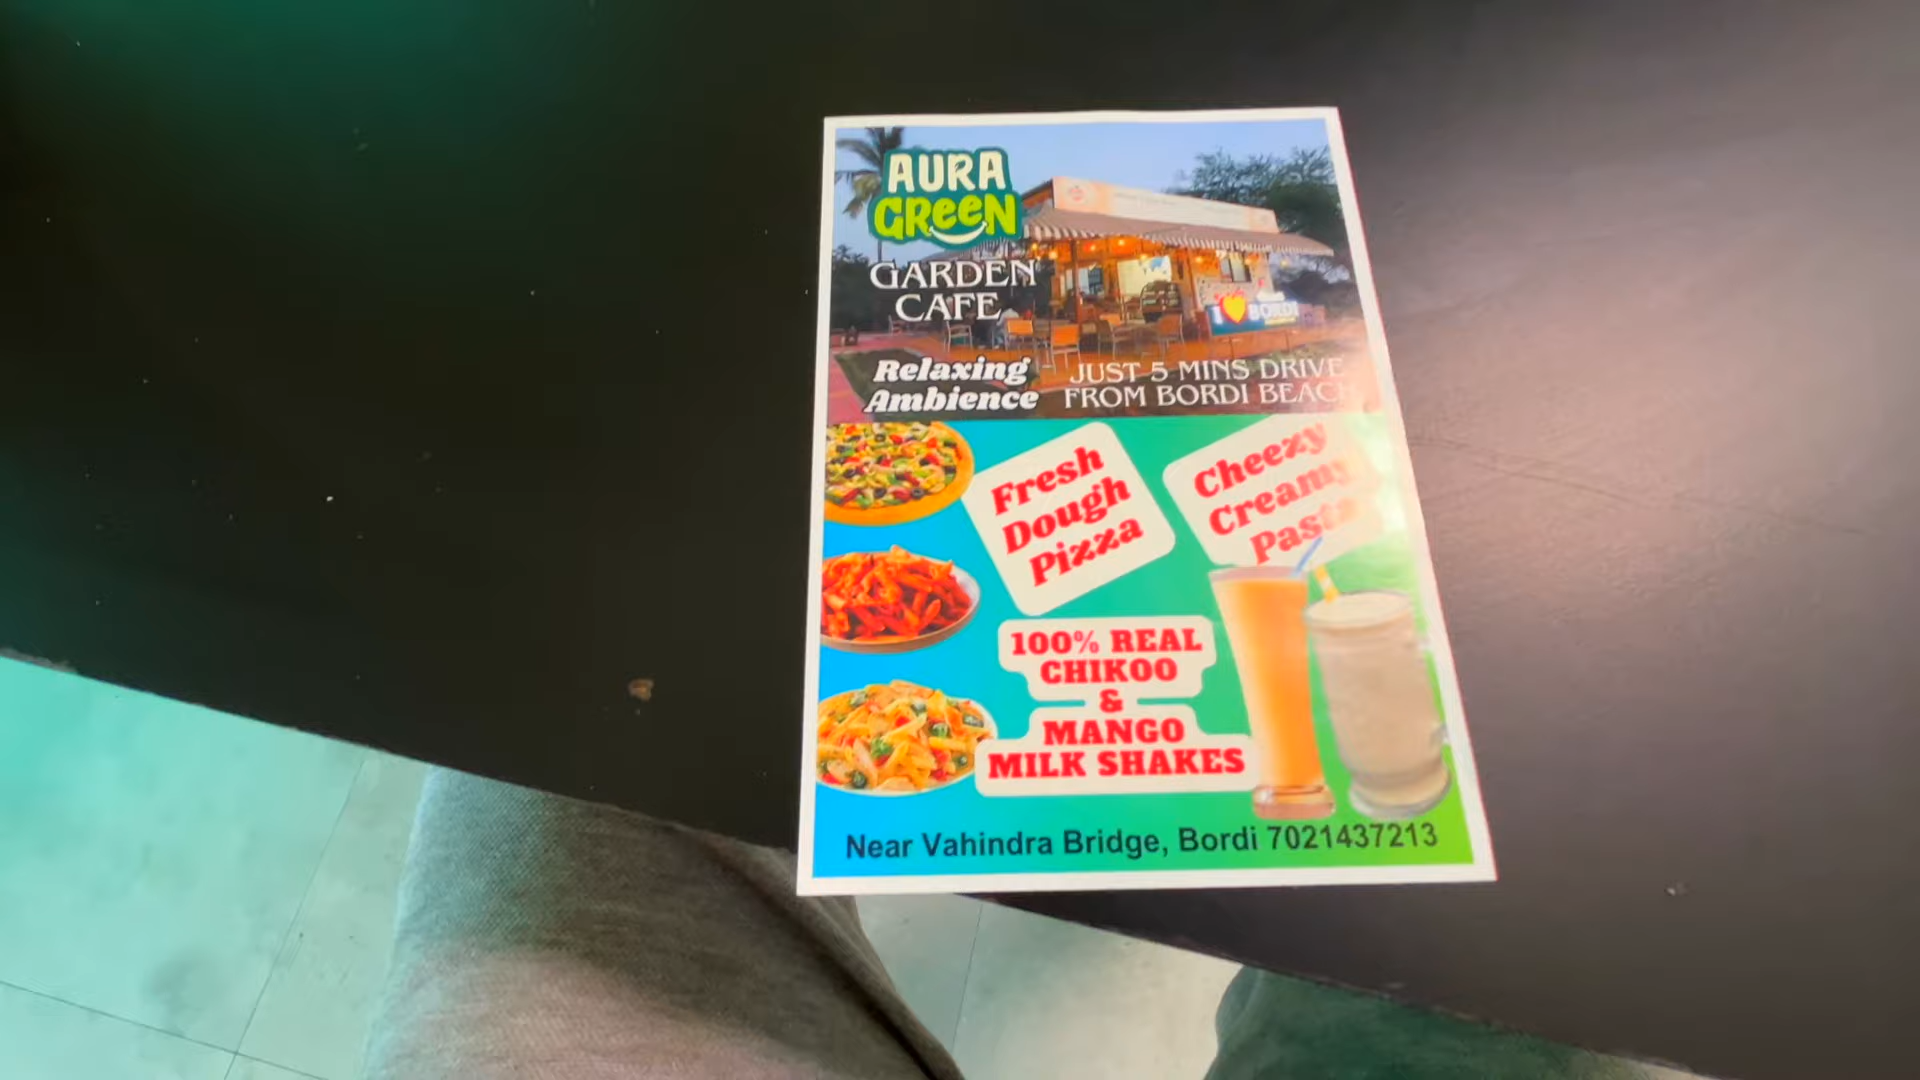 AURA
GReeN
GARDEN
CAFE
I BORDI
Relaxing
Ambience
JUST 5 MINS DRIVE
FROM BORDI BEACH
Fresh
Dough
Pizza
Cheezy
Creamy
Pasta
100% REAL
CHIKOO
&
MANGO
MILK SHAKES
Near Vahindra Bridge, Bordi 7021437213